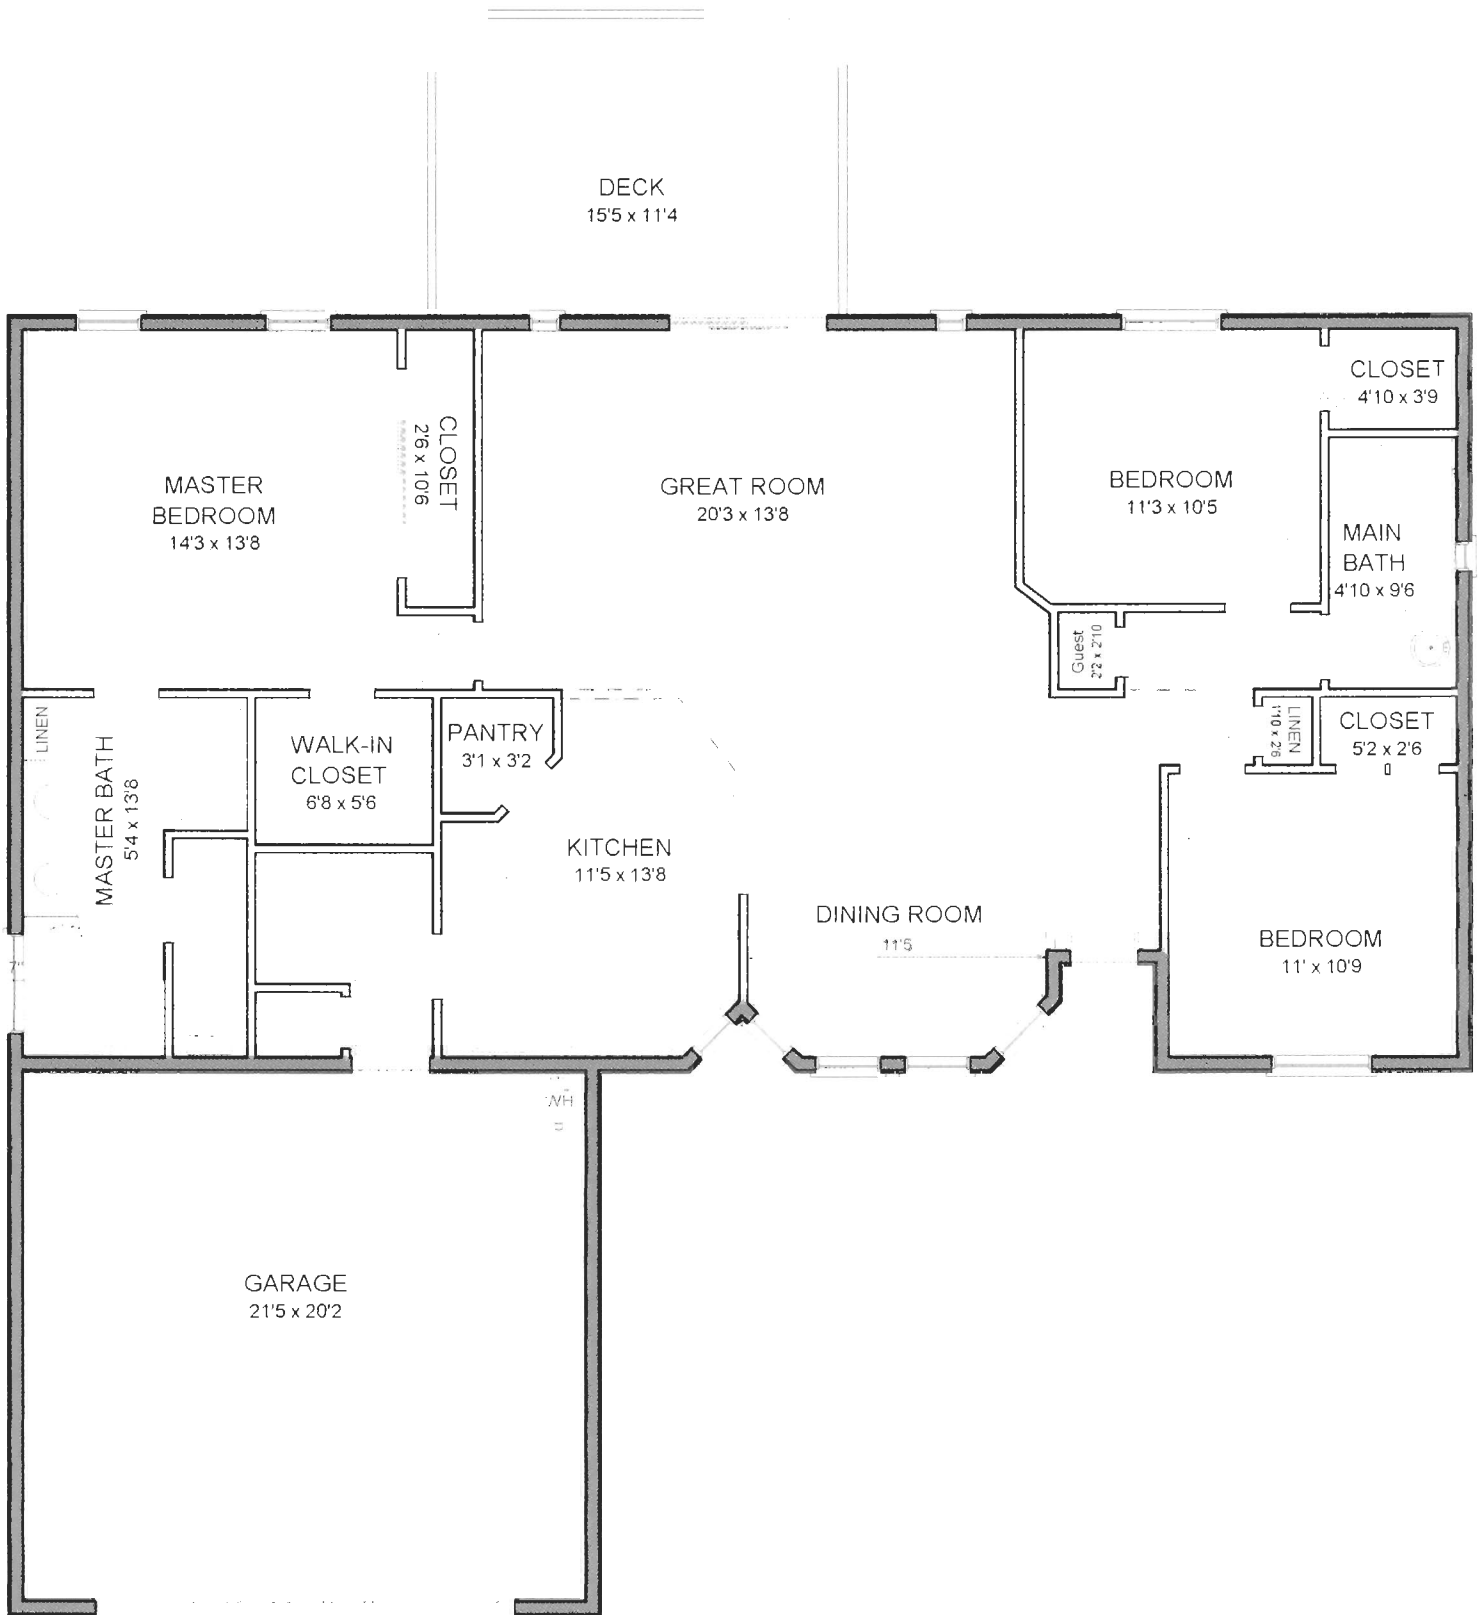 DECK
15'5 x 11'4
CLOSET
4'10 x 3'9
CLOSET
2'6 x 10'6
MASTER
BEDROOM
14'3 x 13'8
GREAT ROOM
20'3 x 13'8
BEDROOM
11'3 x 10'5
MAIN
BATH
4'10 x 9'6
Guest
2'2 x 2'10
LINEN
MASTER BATH
5'4 x 13'8
WALK-IN
CLOSET
6'8 x 5'6
PANTRY
3'1 x 3'2
LINEN
1'10 x 2'6
CLOSET
5'2 x 2'6
KITCHEN
11'5 x 13'8
DINING ROOM
11'5
BEDROOM
11' x 10'9
WH
GARAGE
21'5 x 20'2